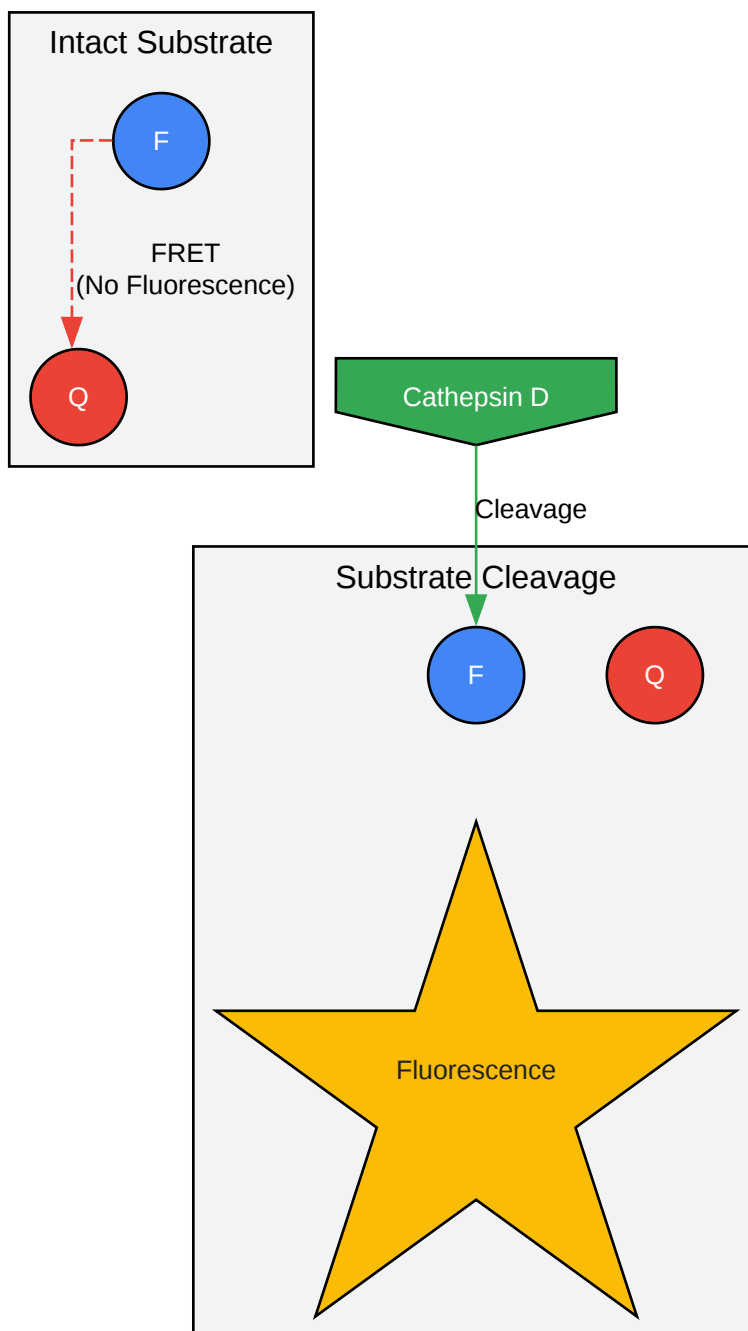 Intact Substrate
F
FRET
(No Fluorescence)
Q
Cathepsin D
Cleavage
Substrate Cleavage
F
Q
Fluorescence